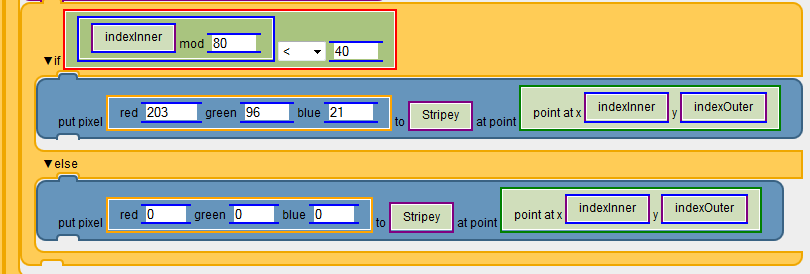 ▼if indexInner mod 80 < 40
put pixel red 203 green 96 blue 21 to Stripey at point point at x indexInner y indexOuter
▼else
put pixel red 0 green 0 blue 0 to Stripey at point point at x indexInner y indexOuter